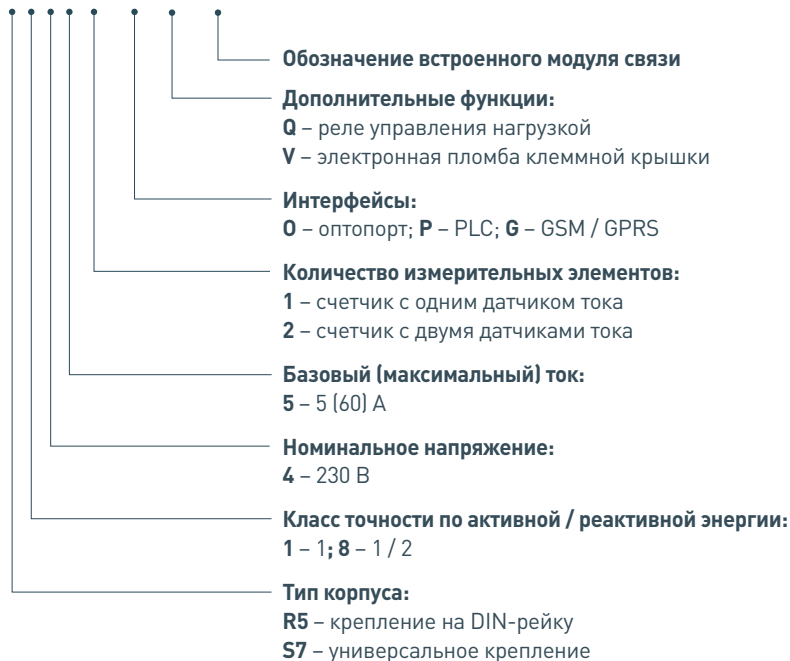 Обозначение встроенного модуля связи
Дополнительные функции:
Q – реле управления нагрузкой
V – электронная пломба клеммной крышки
Интерфейсы:
O – оптопорт; P – PLC; G – GSM / GPRS
Количество измерительных элементов:
1 – счетчик с одним датчиком тока
2 – счетчик с двумя датчиками тока
Базовый (максимальный) ток:
5 – 5 (60) А
Номинальное напряжение:
4 – 230 В
Класс точности по активной / реактивной энергии:
1 – 1; 8 – 1 / 2
Тип корпуса:
R5 – крепление на DIN-рейку
S7 – универсальное крепление